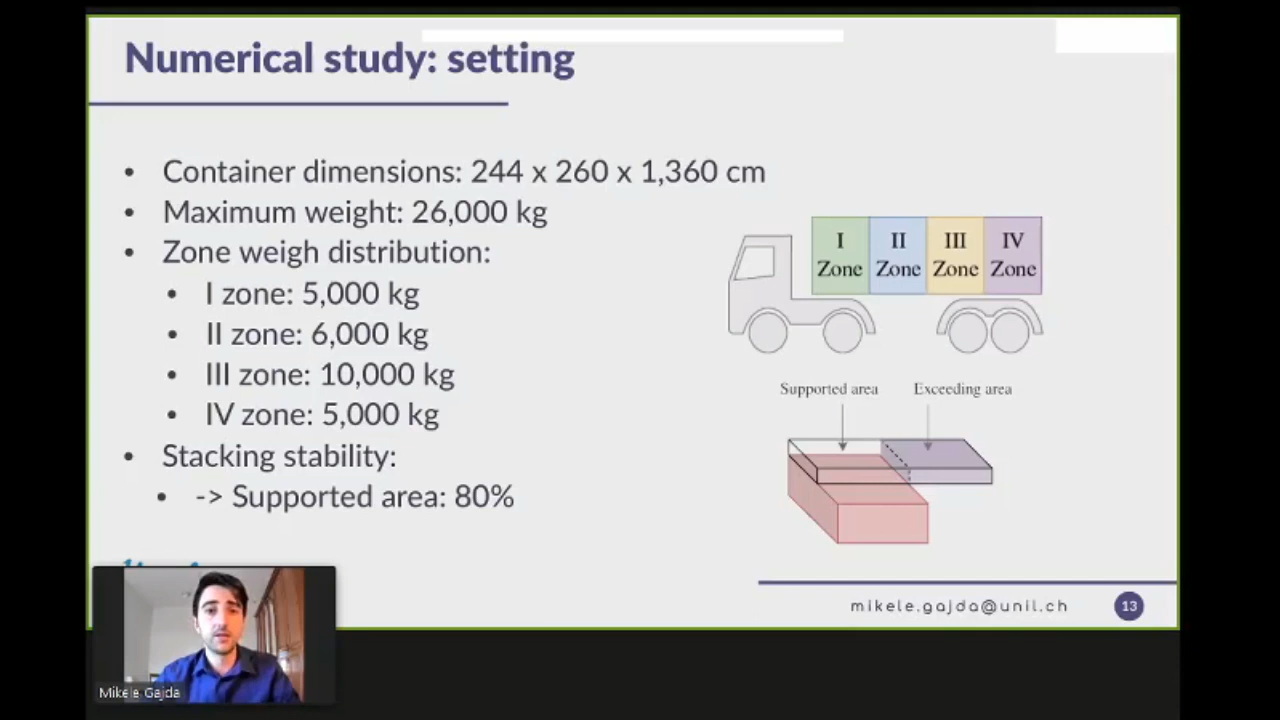 Numerical study: setting
• Container dimensions: 244 x 260 x 1,360 cm
• Maximum weight: 26,000 kg
• Zone weigh distribution:
• I zone: 5,000 kg
• II zone: 6,000 kg
• III zone: 10,000 kg
• IV zone: 5,000 kg
• Stacking stability:
• -> Supported area: 80%
I II III IV
Zone Zone Zone Zone
Supported area Exceeding area
mikele.gajda@unil.ch 13
Mikele Gajda